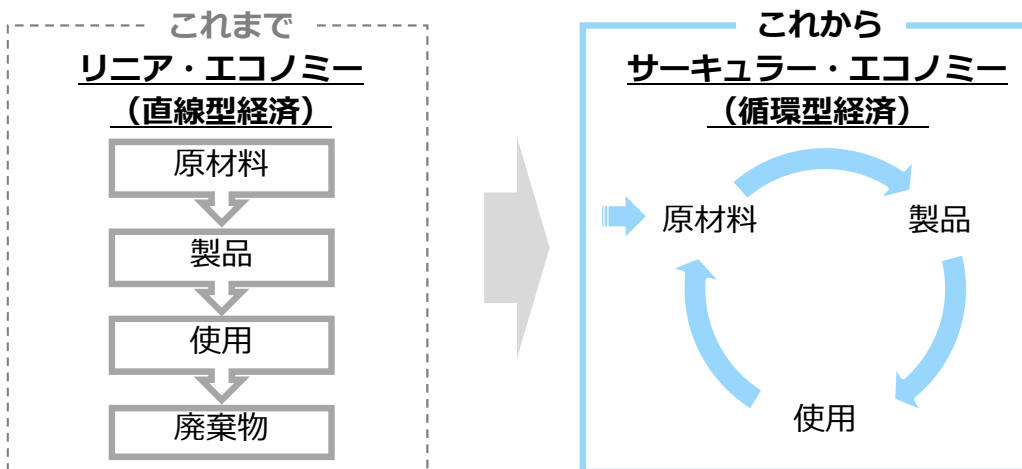 これまで
リニア・エコノミー
（直線型経済）
原材料
製品
使用
廃棄物
これから
サーキュラー・エコノミー
（循環型経済）
原材料
製品
使用